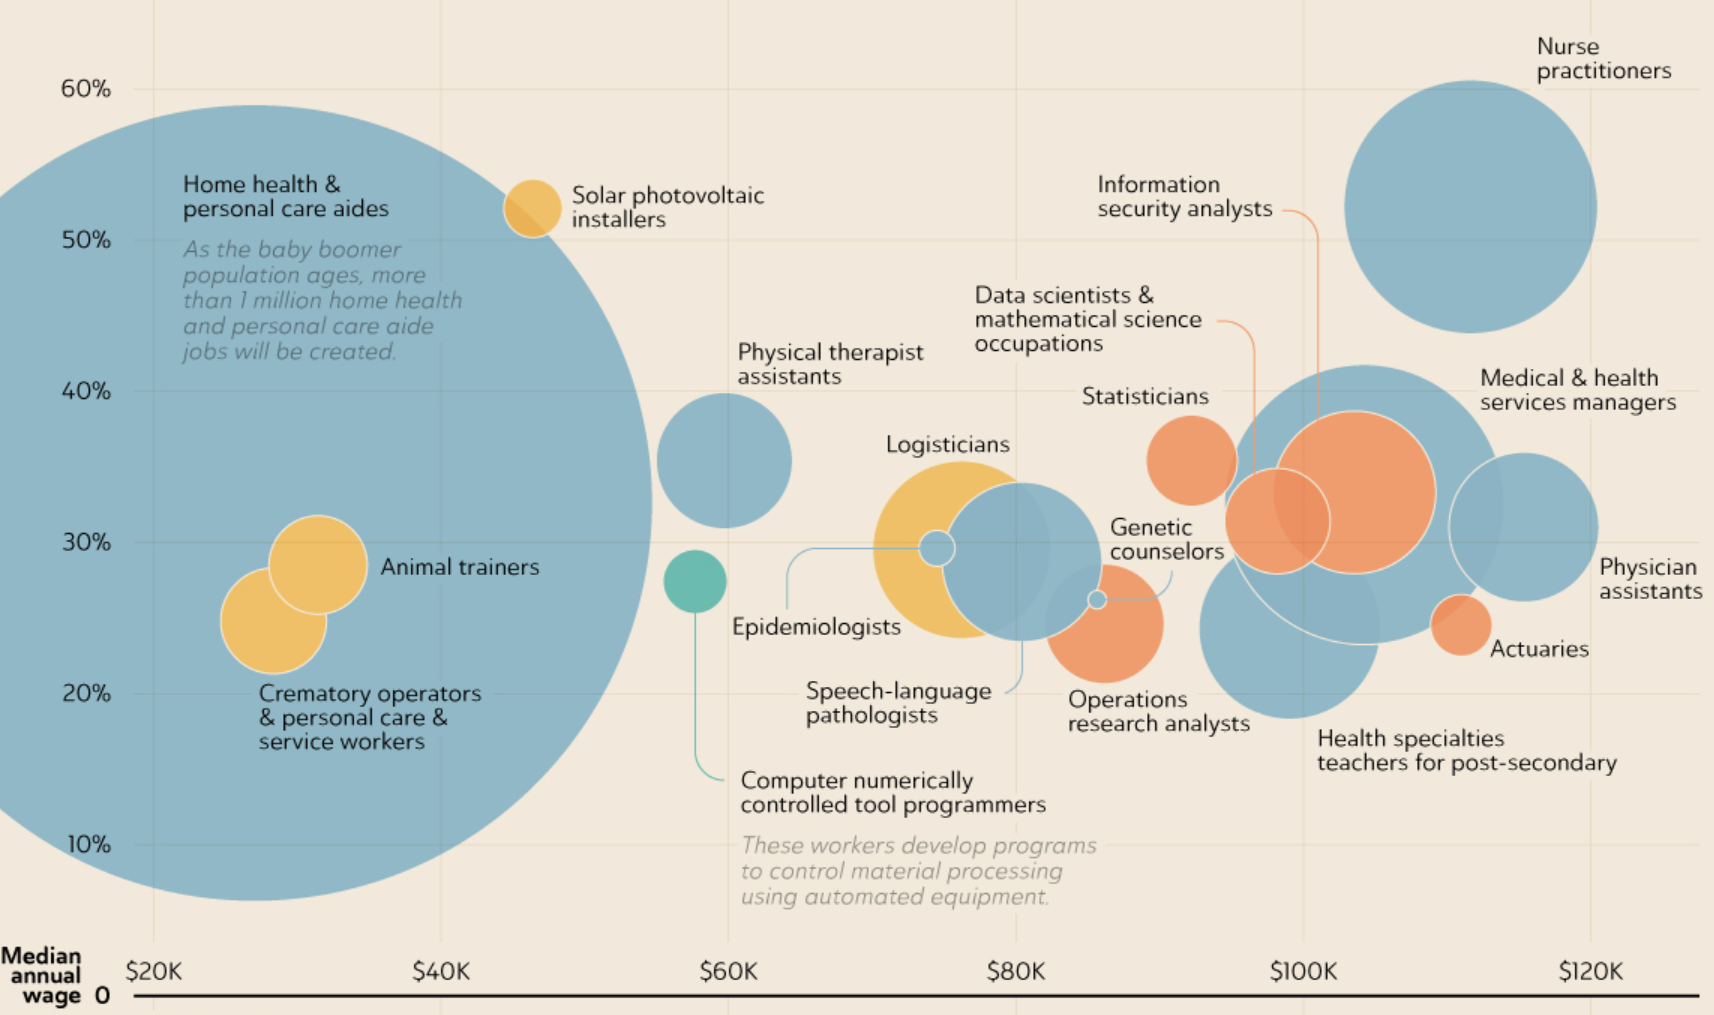 Nurse
practitioners
60%
Home health &
personal care aides
As the baby boomer
population ages, more
than 1 million home health
and personal care aide
jobs will be created.
Solar photovoltaic
installers
Information
security analysts
50%
Data scientists &
mathematical science
occupations
Physical therapist
assistants
Statisticians
Medical & health
services managers
40%
Logisticians
Genetic
counselors
30%
Animal trainers
Physician
assistants
Epidemiologists
Actuaries
Speech-language
pathologists
Operations
research analysts
20%
Crematory operators
& personal care &
service workers
Health specialties
teachers for post-secondary
Computer numerically
controlled tool programmers
These workers develop programs
to control material processing
using automated equipment.
10%
Median
annual
wage
0
$20K
$40K
$60K
$80K
$100K
$120K